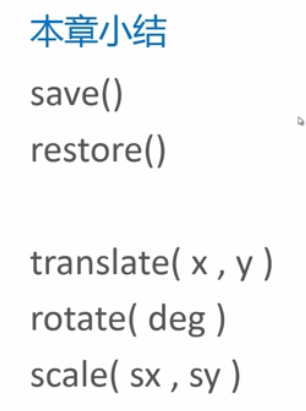 本章小结
save()
restore()
translate( x , y )
rotate( deg )
scale( sx , sy )